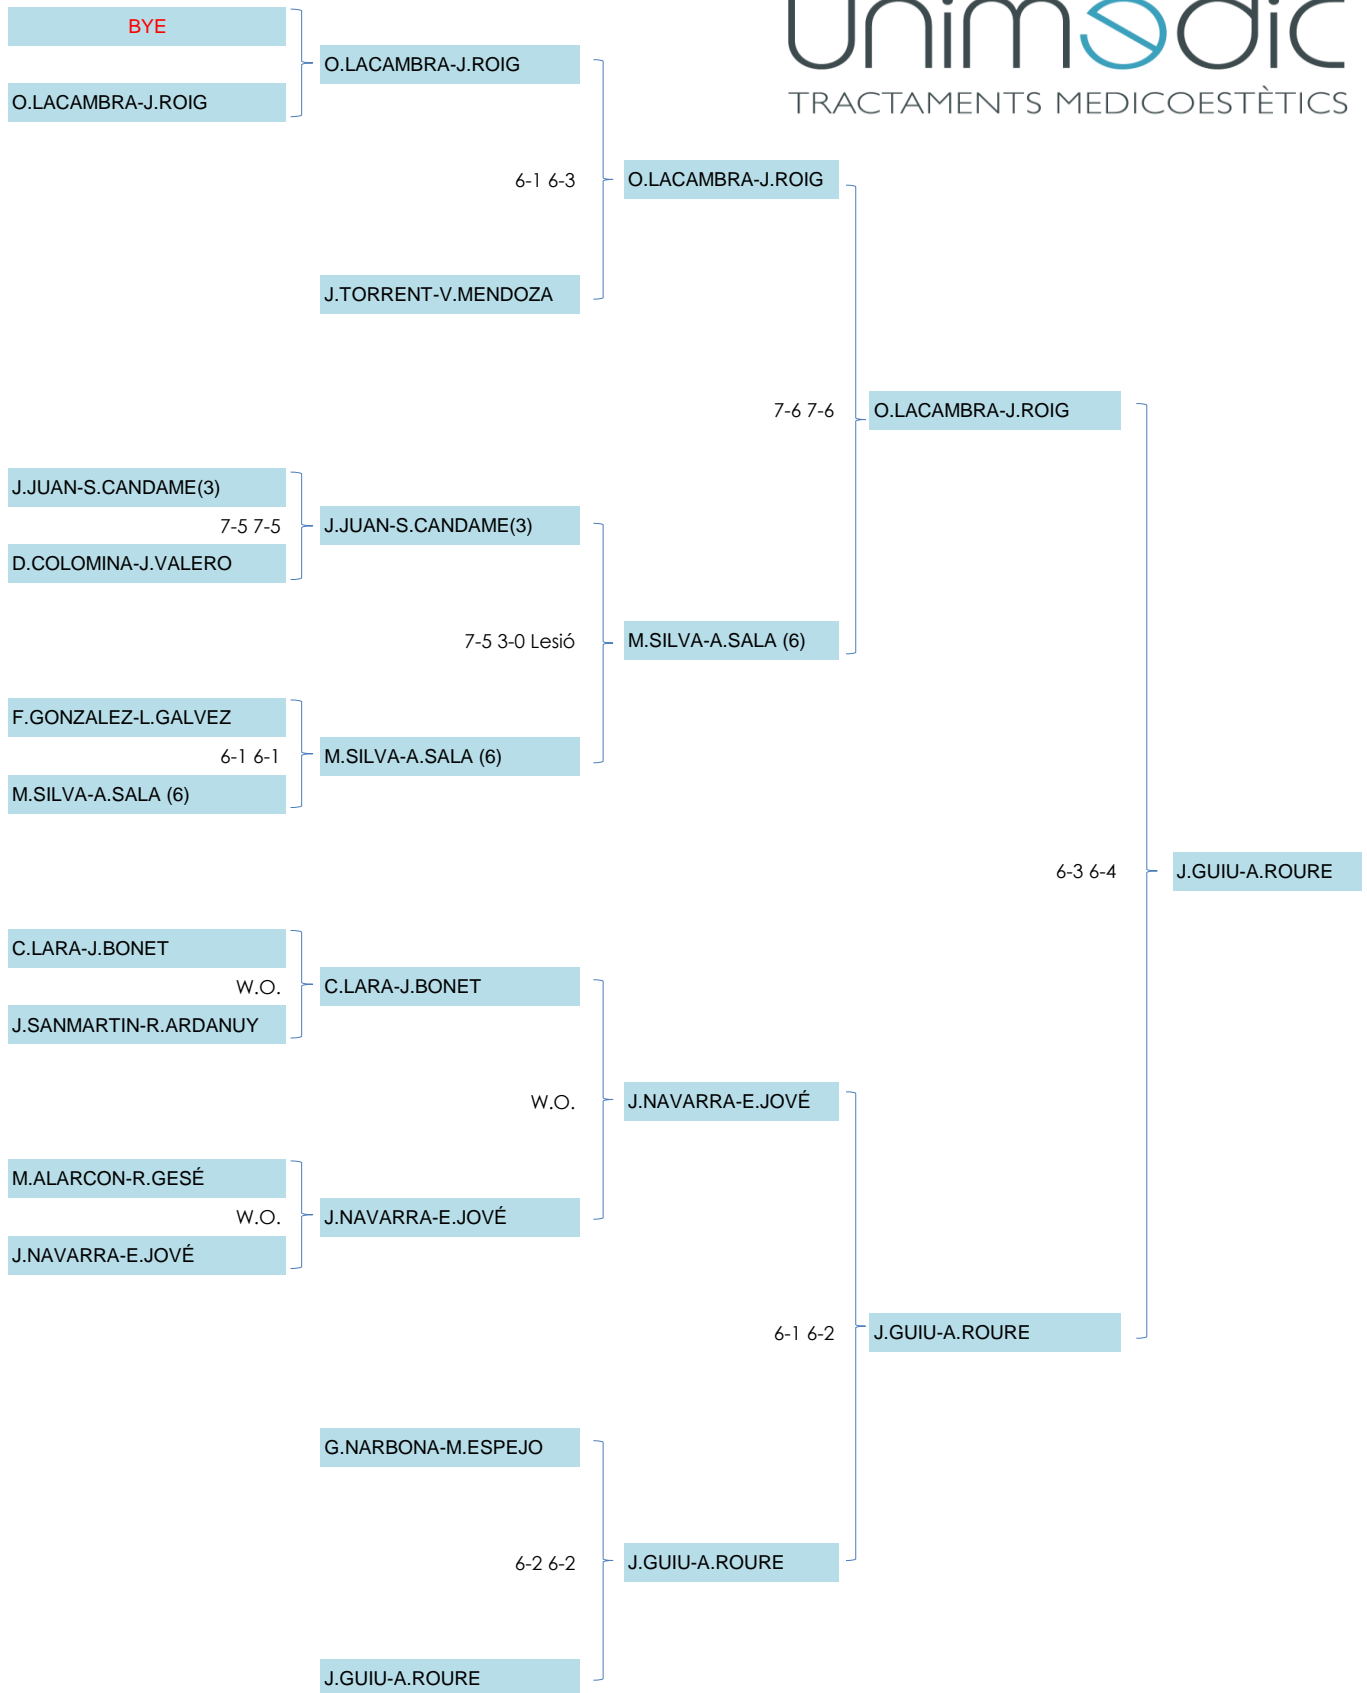 BYE
O.LACAMBRA-J.ROIG
O.LACAMBRA-J.ROIG
unimedic
TRACTAMENTS MEDICOESTÈTICS
6-1 6-3
O.LACAMBRA-J.ROIG
J.TORRENT-V.MENDOZA
7-6 7-6
O.LACAMBRA-J.ROIG
J.JUAN-S.CANDAME(3)
7-5 7-5
J.JUAN-S.CANDAME(3)
D.COLOMINA-J.VALERO
7-5 3-0 Lesió
M.SILVA-A.SALA (6)
F.GONZALEZ-L.GALVEZ
6-1 6-1
M.SILVA-A.SALA (6)
M.SILVA-A.SALA (6)
6-3 6-4
J.GUIU-A.ROURE
C.LARA-J.BONET
W.O.
C.LARA-J.BONET
J.SANMARTIN-R.ARDANUY
W.O.
J.NAVARRA-E.JOVÉ
M.ALARCON-R.GESÉ
W.O.
J.NAVARRA-E.JOVÉ
J.NAVARRA-E.JOVÉ
6-1 6-2
J.GUIU-A.ROURE
G.NARBONA-M.ESPEJO
6-2 6-2
J.GUIU-A.ROURE
J.GUIU-A.ROURE